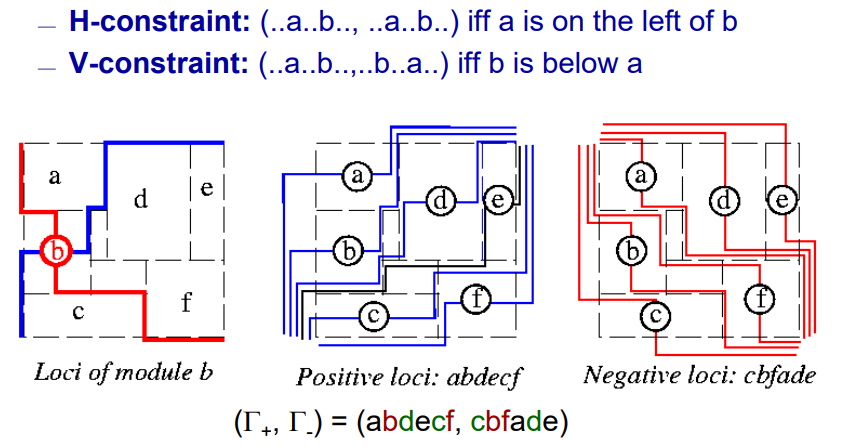 – H-constraint: (..a..b.., ..a..b..) iff a is on the left of b
– V-constraint: (..a..b..,..b..a..) iff b is below a
a d e
b
c f
a d e
b
c f
a d e
b
c f
Loci of module b
Positive loci: abdecf
Negative loci: cbfade
(Γ+, Γ-) = (abdecf, cbfade)